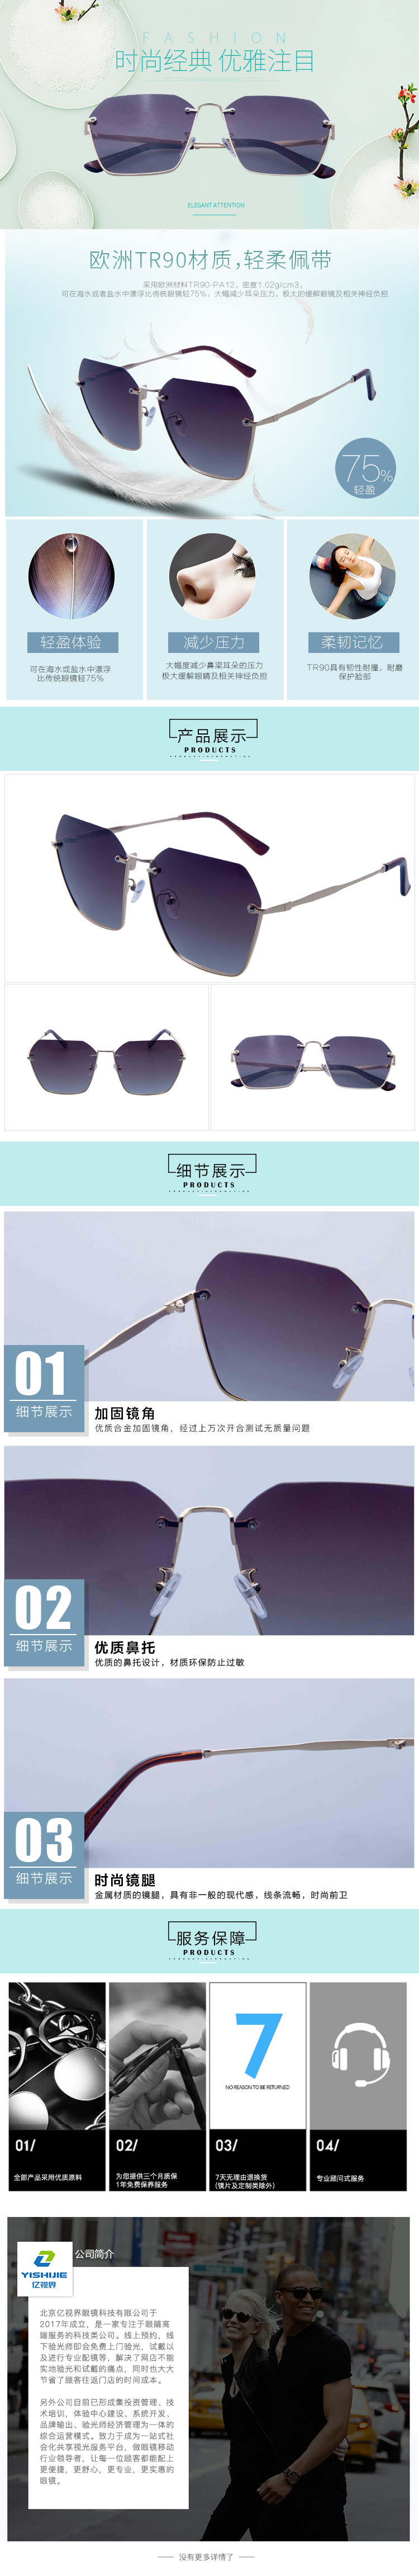 FASHION
时尚经典 优雅注目
ELEGANT ATTENTION
欧洲TR90材质,轻柔佩带
采用欧洲材料TR90-PA12，密度1.02g/cm3，
可在海水或者盐水中漂浮比传统眼镜轻75％，大幅减少耳朵压力，极大的缓解眼镜及相关神经负担
75%
轻盈
轻盈体验
可在海水或盐水中漂浮
比传统眼镜轻75％
减少压力
大幅度减少鼻梁耳朵的压力
极大缓解眼睛及相关神经负担
柔韧记忆
TR90具有韧性耐撞，耐磨
保护脸部
产品展示
PRODUCTS
细节展示
PRODUCTS
01
细节展示
加固镜角
优质合金加固镜角，经过上万次开合测试无质量问题
02
细节展示
优质鼻托
优质的鼻托设计，材质环保防止过敏
03
细节展示
时尚镜腿
金属材质的镜腿，具有非一般的现代感，线条流畅，时尚前卫
服务保障
PRODUCTS
7
NO REASON TO BE RETURNED
01/
全部产品采用优质原料
02/
为您提供三个月质保
1年免费保养服务
03/
7天无理由退换货
(镜片及定制类除外)
04/
专业顾问式服务
YISHIJIE
亿视界
公司简介
北京亿视界眼镜科技有限公司于
2017年成立，是一家专注于眼睛高
端服务的科技类公司。线上预约，线
下验光师即会免费上门验光，试戴以
及进行专业配镜等，解决了网店不能
实地验光和试戴的痛点，同时也大大
节省了顾客往返门店的时间成本。
另外公司目前已形成集投资管理、技
术培训，体验中心建设、系统开发、
品牌输出，验光师经济管理为一体的
综合运营模式。致力于成为一站式社
会化共享视光服务平台，做眼镜移动
行业领导者，让每一位顾客都能配上
更便捷，更舒心，更专业，更实惠的
眼镜。
没有更多详情了